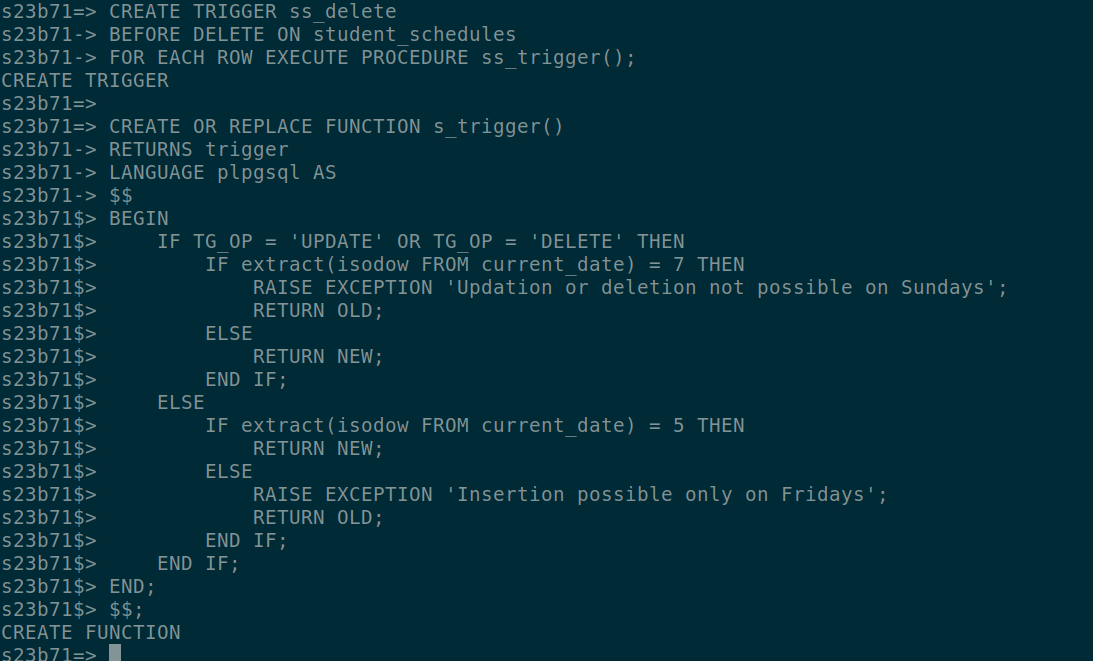 s23b71=> CREATE TRIGGER ss_delete
s23b71-> BEFORE DELETE ON student_schedules
s23b71-> FOR EACH ROW EXECUTE PROCEDURE ss_trigger();
CREATE TRIGGER
s23b71=>
s23b71=> CREATE OR REPLACE FUNCTION s_trigger()
s23b71-> RETURNS trigger
s23b71-> LANGUAGE plpgsql AS
s23b71-> $$
s23b71$> BEGIN
s23b71$>     IF TG_OP = 'UPDATE' OR TG_OP = 'DELETE' THEN
s23b71$>         IF extract(isodow FROM current_date) = 7 THEN
s23b71$>             RAISE EXCEPTION 'Updation or deletion not possible on Sundays';
s23b71$>             RETURN OLD;
s23b71$>         ELSE
s23b71$>             RETURN NEW;
s23b71$>         END IF;
s23b71$>     ELSE
s23b71$>         IF extract(isodow FROM current_date) = 5 THEN
s23b71$>             RETURN NEW;
s23b71$>         ELSE
s23b71$>             RAISE EXCEPTION 'Insertion possible only on Fridays';
s23b71$>             RETURN OLD;
s23b71$>         END IF;
s23b71$>     END IF;
s23b71$> END;
s23b71$> $$;
CREATE FUNCTION
s23b71=>